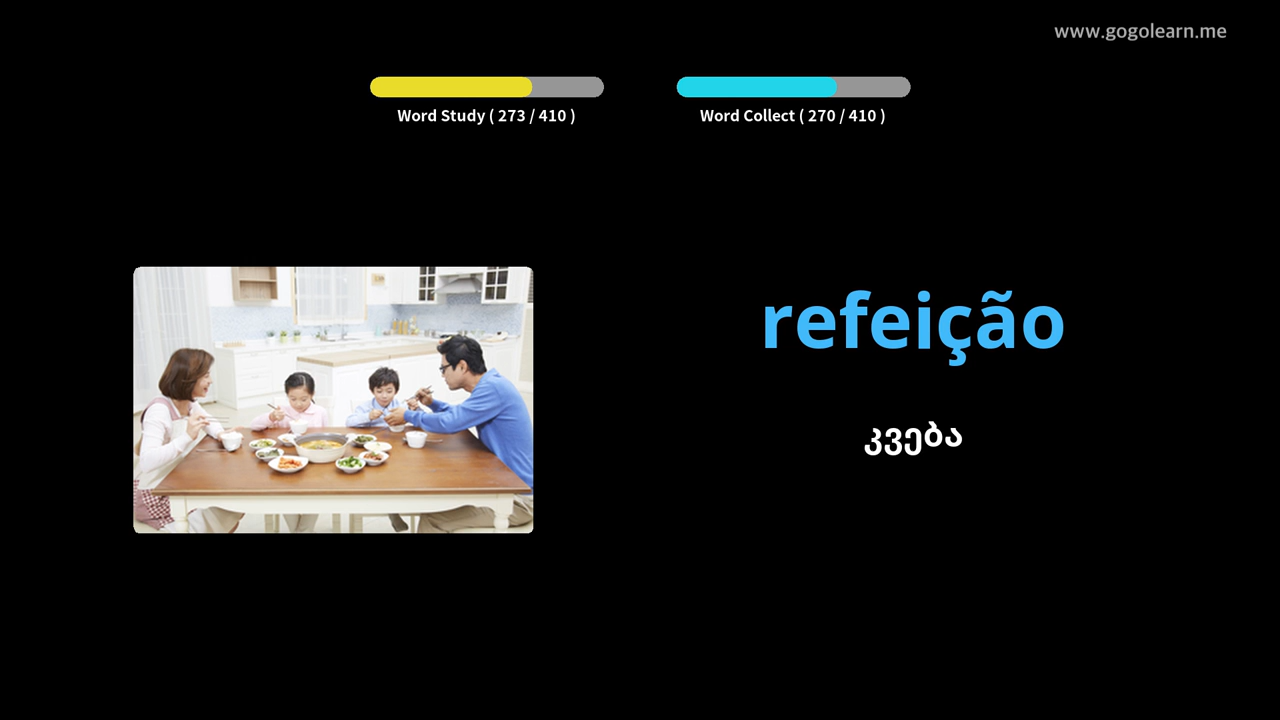 www.gogolearn.me
Word Study ( 273 / 410 )
Word Collect ( 270 / 410 )
refeição
კვება